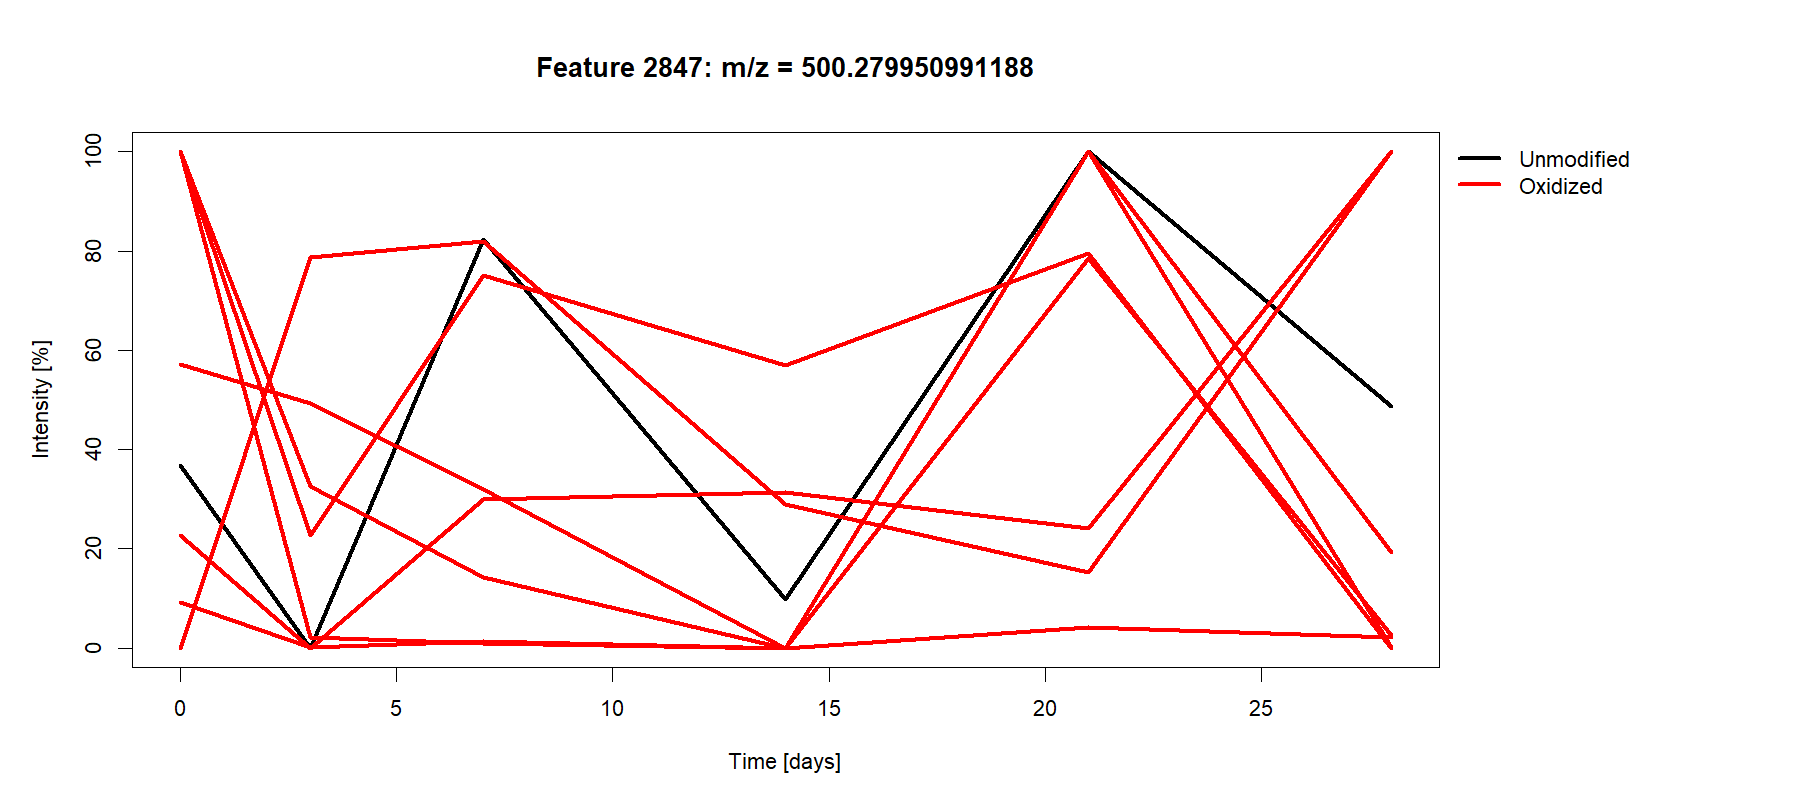 Feature 2847: m/z = 500.279950991188
Unmodified
Oxidized
Intensity [%]
100
80
60
40
20
0
0 5 10 15 20 25
Time [days]